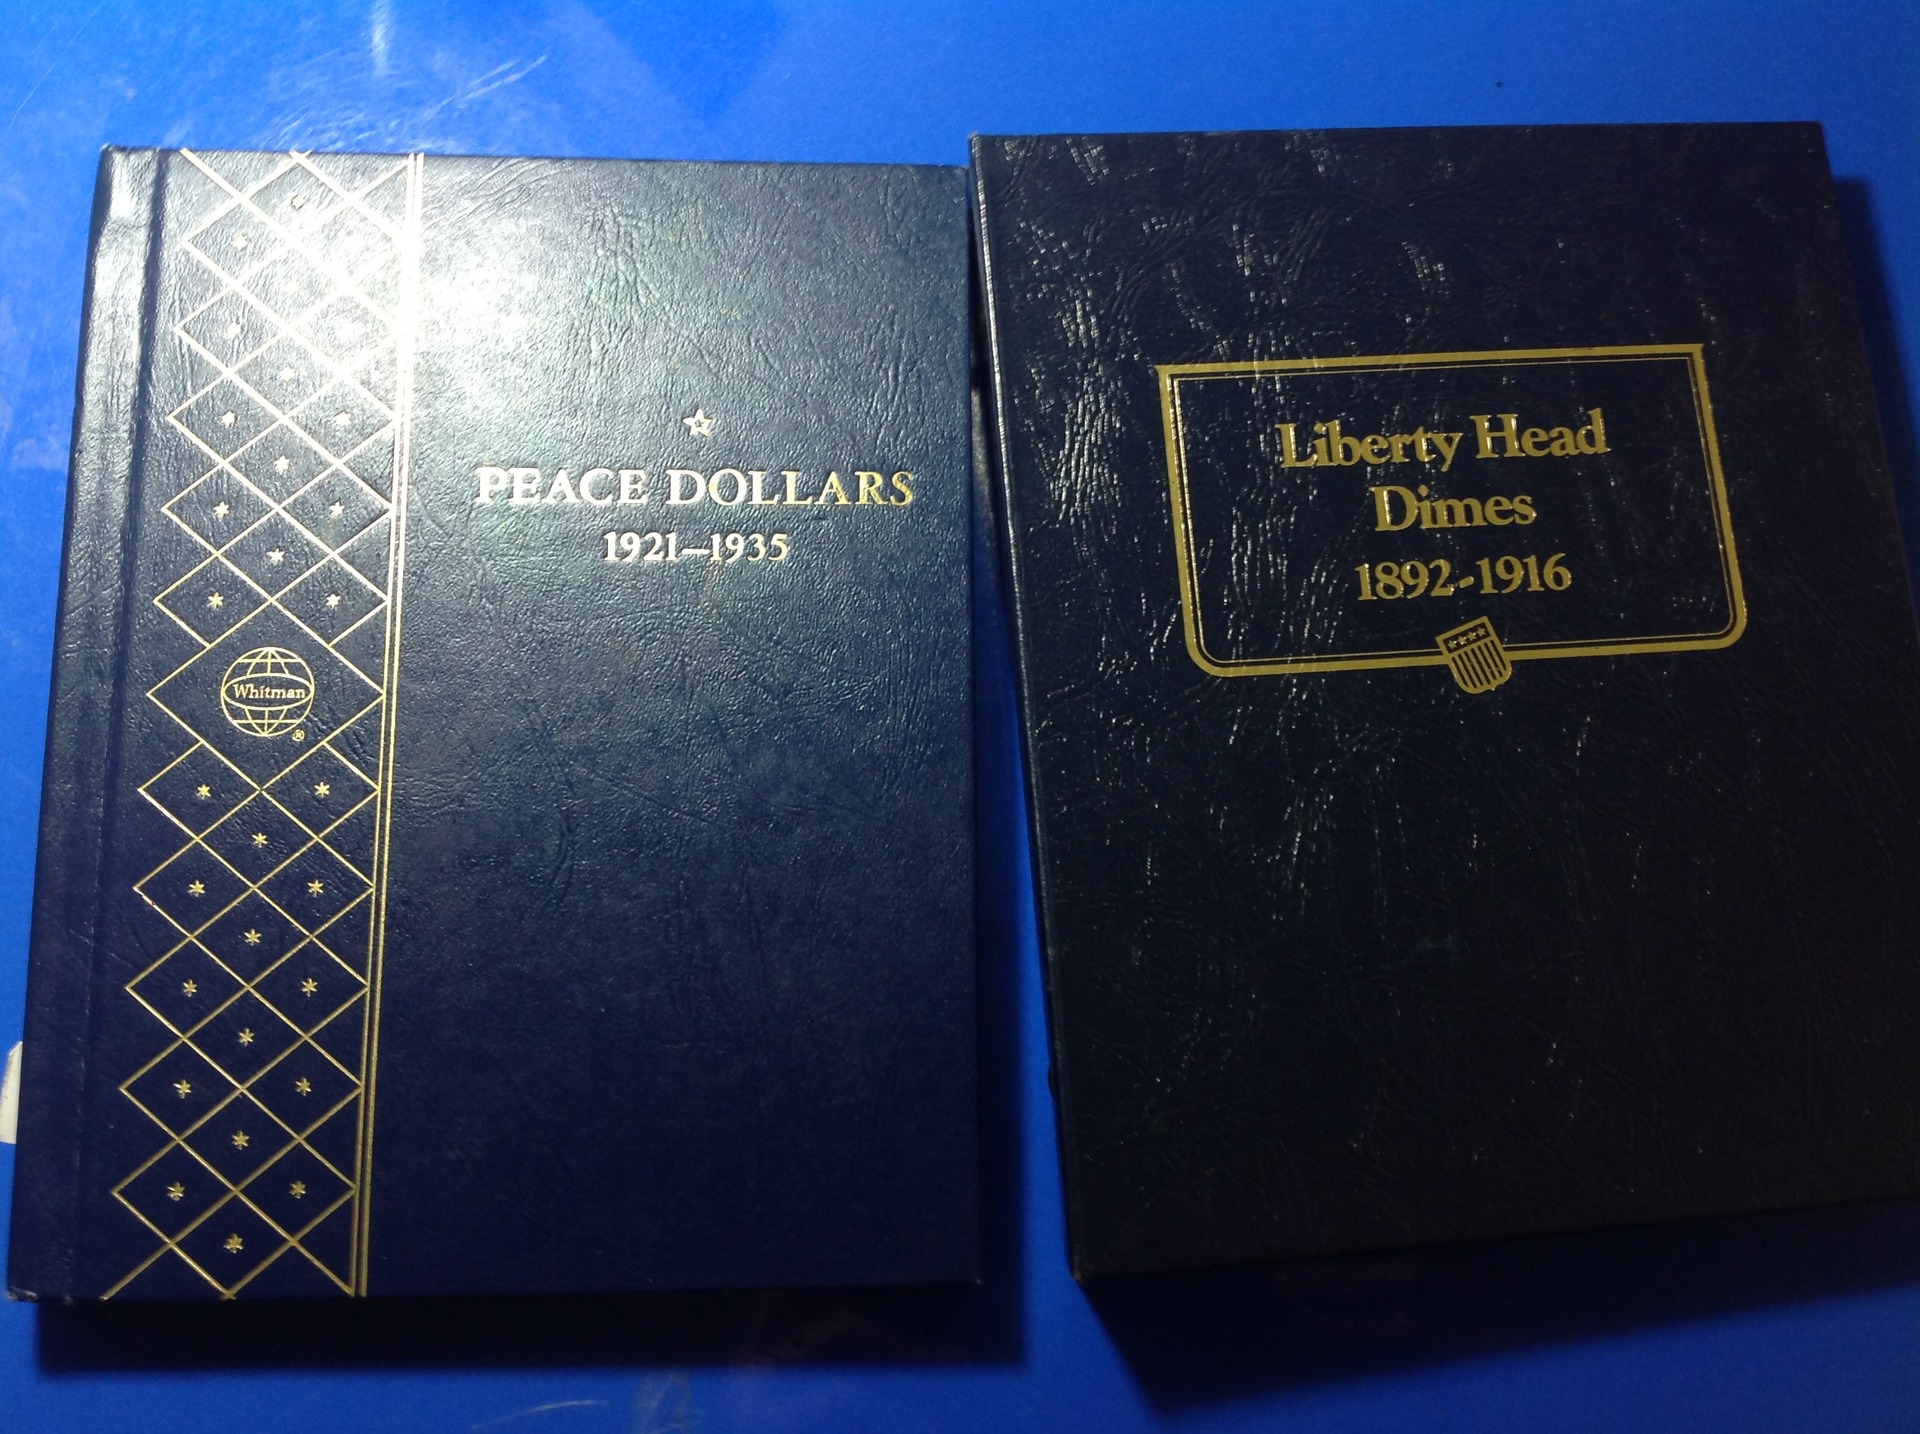 PEACE DOLLARS
1921–1935
Whitman
®
Liberty Head
Dimes
1892-1916